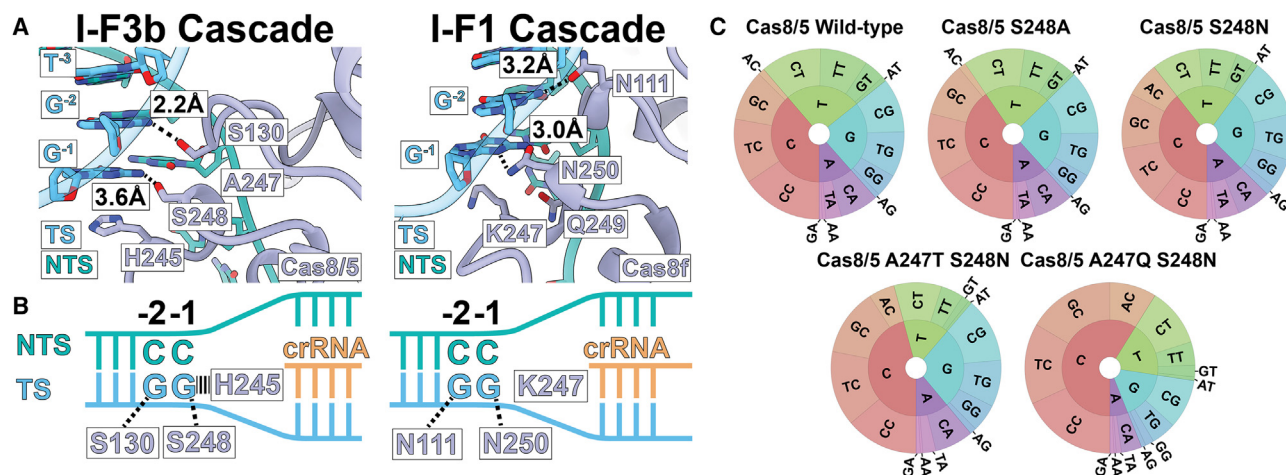 A
I-F3b Cascade
T-3
G-2
2.2Å
S130
G-1
A247
3.6Å
S248
TS
H245
NTS
Cas8/5
I-F1 Cascade
3.2Å
N111
G-2
3.0Å
G-1
N250
K247
Q249
TS
NTS
Cas8f
B
-2-1
NTS
CC
crRNA
TS
GG
H245
S130
S248
-2-1
CC
crRNA
GG
K247
N111
N250
C
Cas8/5 Wild-type
AC CT TT GT AT
GC T CG
C G
TC A TG
CC TA CA GG
GA AA AG
Cas8/5 S248A
AC CT TT GT AT
GC T CG
C G
TC A TG
CC TA CA GG
GA AA AG
Cas8/5 S248N
CT TT GT AT
AC T CG
GC C G
TC A TG
CC TA CA GG
GA AA AG
Cas8/5 A247T S248N
AC CT TT GT AT
GC T CG
C G
TC A TG
CC CA GG
GA AA TA AG
Cas8/5 A247Q S248N
GC AC CT
T TT
C GT
TC G AT
A CG
CC CA TG GG
GA AA TA AG